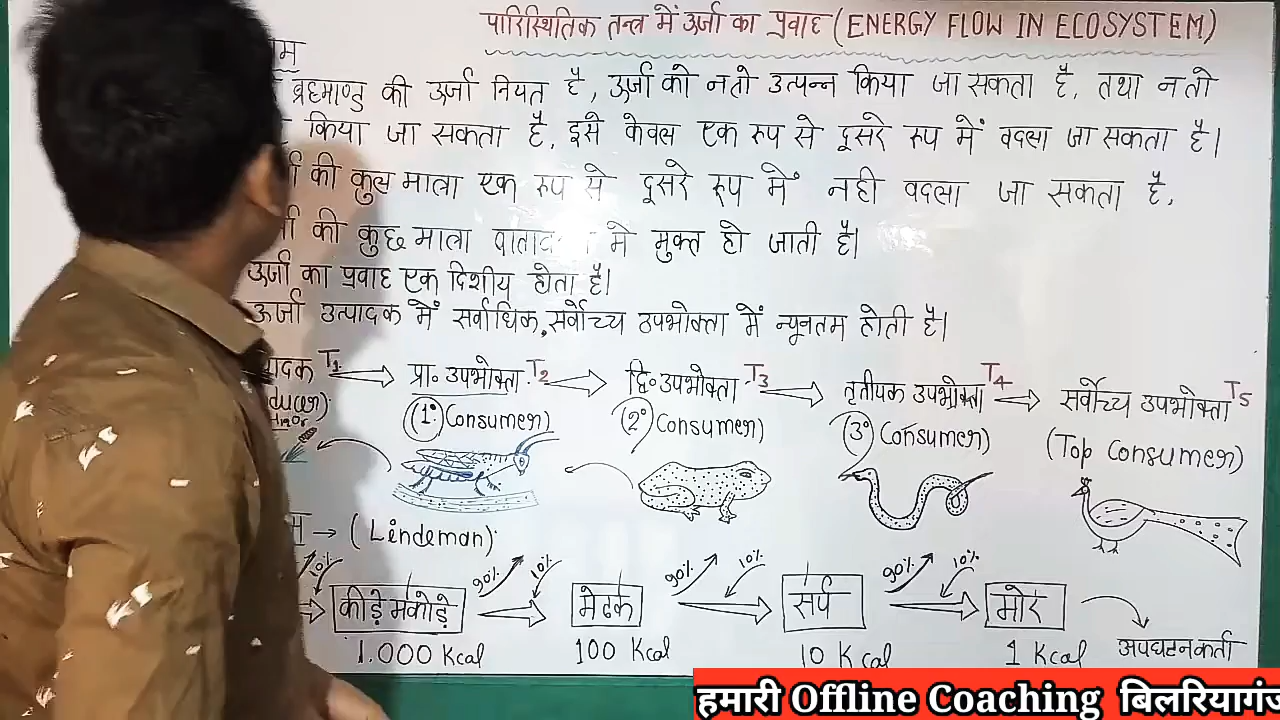 पारिस्थितिक तन्त्र में ऊर्जा का प्रवाह (ENERGY FLOW IN ECOSYSTEM)
ब्रह्माण्ड की ऊर्जा नियत है, ऊर्जा को न तो उत्पन्न किया जा सकता है, तथा न तो
किया जा सकता है, इसे केवल एक रूप से दूसरे रूप में बदला जा सकता है।
की कुल मात्रा एक रूप से दूसरे रूप में नही बदला जा सकता है,
की कुछ मात्रा में मुक्त हो जाती है।
ऊर्जा का प्रवाह एक दिशीय होता है।
ऊर्जा उत्पादक में सर्वाधिक, सर्वोच्च उपभोक्ता में न्यूनतम होती है।
T1 प्रा० उपभोक्ता T2 द्वि० उपभोक्ता T3 तृतीयक उपभोक्ता T4 सर्वोच्च उपभोक्ता T5
(1° Consumer) (2° Consumer) (3° Consumer) (Top Consumer)
(Lindeman)
10% 90% 10% 90% 10% 90% 10%
कीड़े मकोड़े मेंढक सर्प मोर
1,000 Kcal 100 Kcal 10 Kcal 1 Kcal अपघटनकर्ता
हमारी Offline Coaching बिलरियागंज